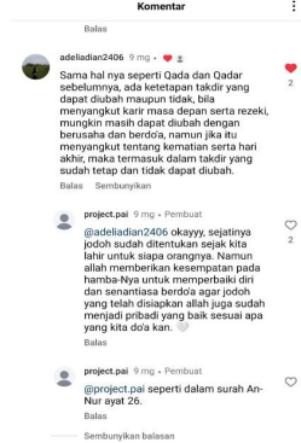 Komentar
Balas
adeliadian2406 9 mg
Sama hal nya seperti Qada dan Qadar
sebelumnya, ada ketetapan takdir yang
dapat diubah maupun tidak, bila
menyangkut karir masa depan serta rezeki,
mungkin masih dapat diubah dengan
berusaha dan berdo'a, namun jika itu
menyangkut tentang kematian serta hari
akhir, maka termasuk dalam takdir yang
sudah tetap dan tidak dapat diubah.
2
Balas Sembunyikan
project.pai 9 mg • Pembuat
@adeliadian2406 okayyy, sejatinya
jodoh sudah ditentukan sejak kita
lahir untuk siapa orangnya. Namun
allah memberikan kesempatan pada
hamba-Nya untuk memperbaiki diri
dan senantiasa berdo'a agar jodoh
yang telah disiapkan allah juga sudah
menjadi pribadi yang baik sesuai apa
yang kita do'a kan. 🤍
2
Balas
project.pai 9 mg • Pembuat
@project.pai seperti dalam surah An-
Nur ayat 26.
Balas
Sembunyikan balasan